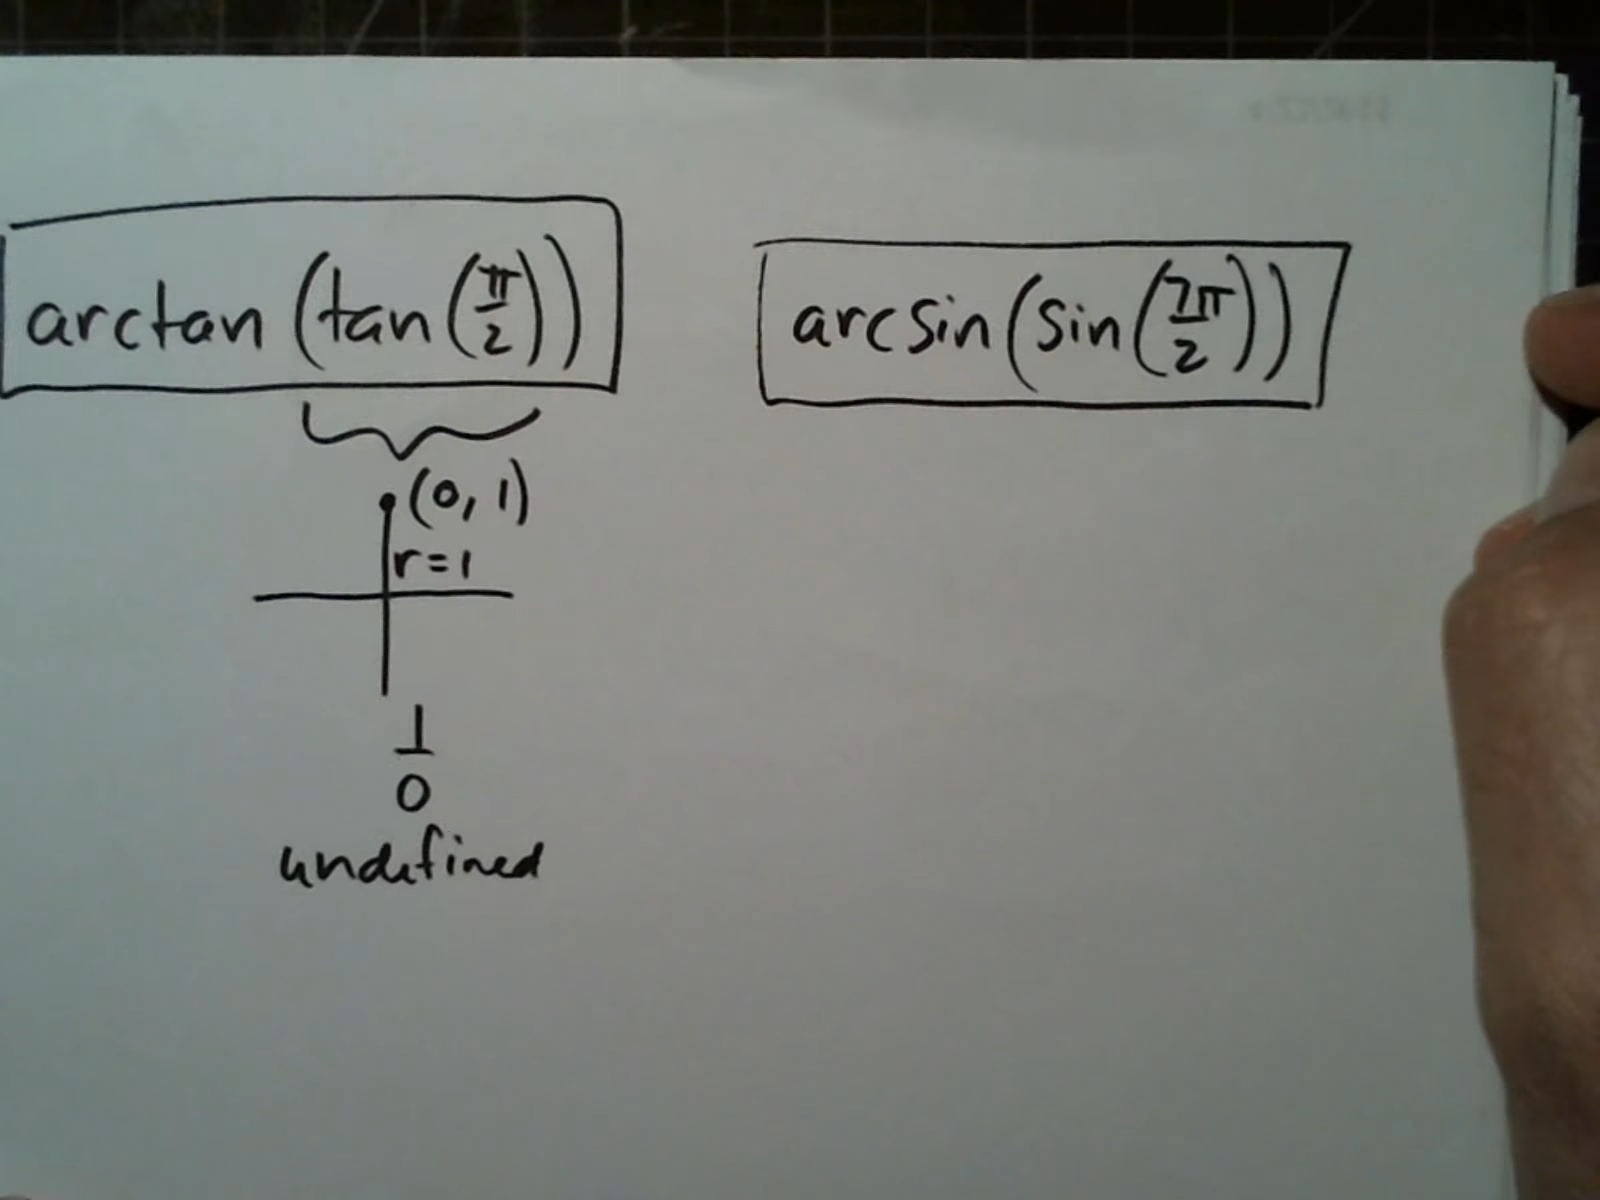 arctan (tan(π/2))
(0, 1)
r = 1
1/0
undefined
arcsin(sin(7π/2))